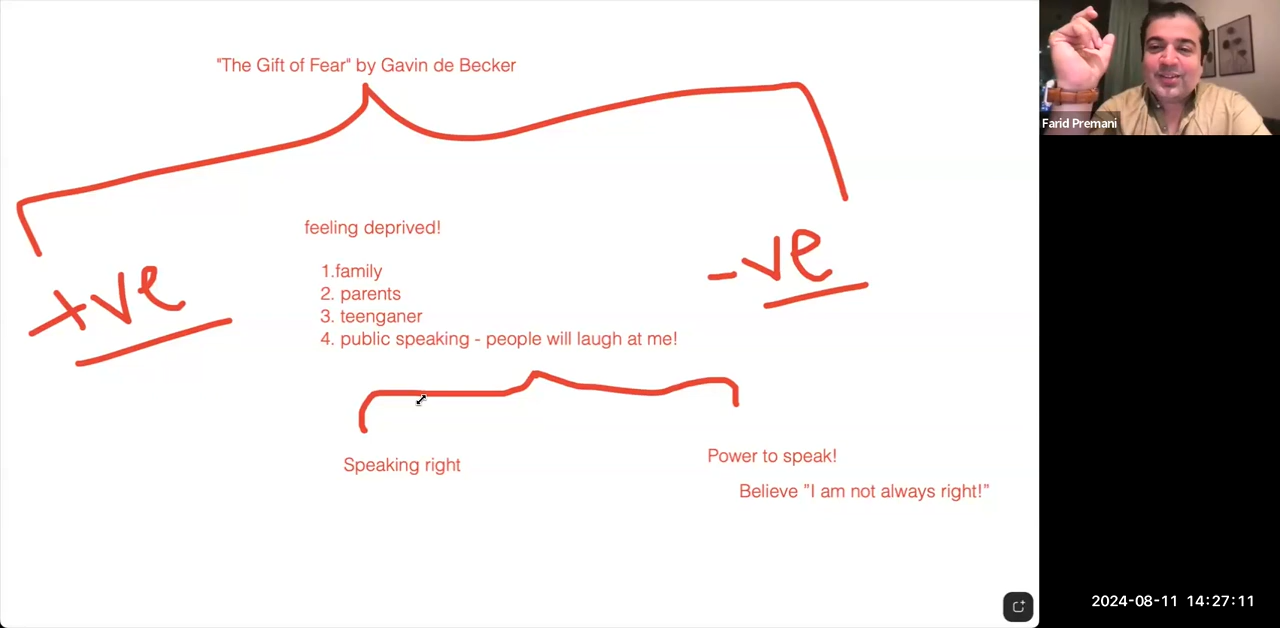 "The Gift of Fear" by Gavin de Becker
Farid Premani
feeling deprived!
+ve
-ve
1.family
2. parents
3. teenganer
4. public speaking - people will laugh at me!
Speaking right
Power to speak!
Believe "I am not always right!"
2024-08-11 14:27:11